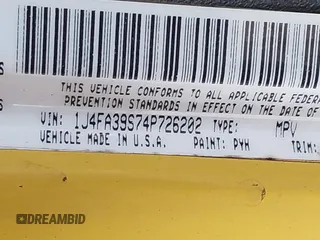 THIS VEHICLE CONFORMS TO ALL APPLICABLE FEDERA
PREVENTION STANDARDS IN EFFECT ON THE DATE OF
VIN: 1J4FA39S74P726202 TYPE: MPV
VEHICLE MADE IN U.S.A. PAINT: PYH TRIM:
DREAMBID